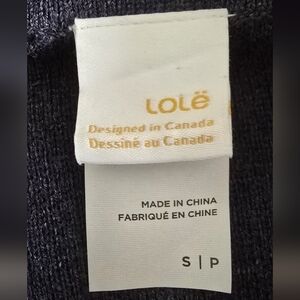 LOLË
Designed in Canada
Dessiné au Canada
MADE IN CHINA
FABRIQUÉ EN CHINE
S | P